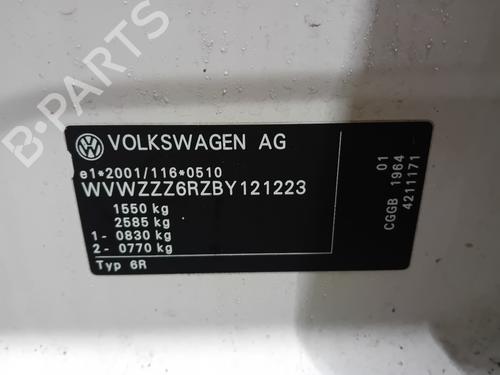 B-PARTS
VOLKSWAGEN AG
e1*2001/116*0510
WVWZZZ6RZBY121223
1550 kg
2585 kg
1- 0830 kg
2- 0770 kg
Typ 6R
01
CGGB 1964
4211171